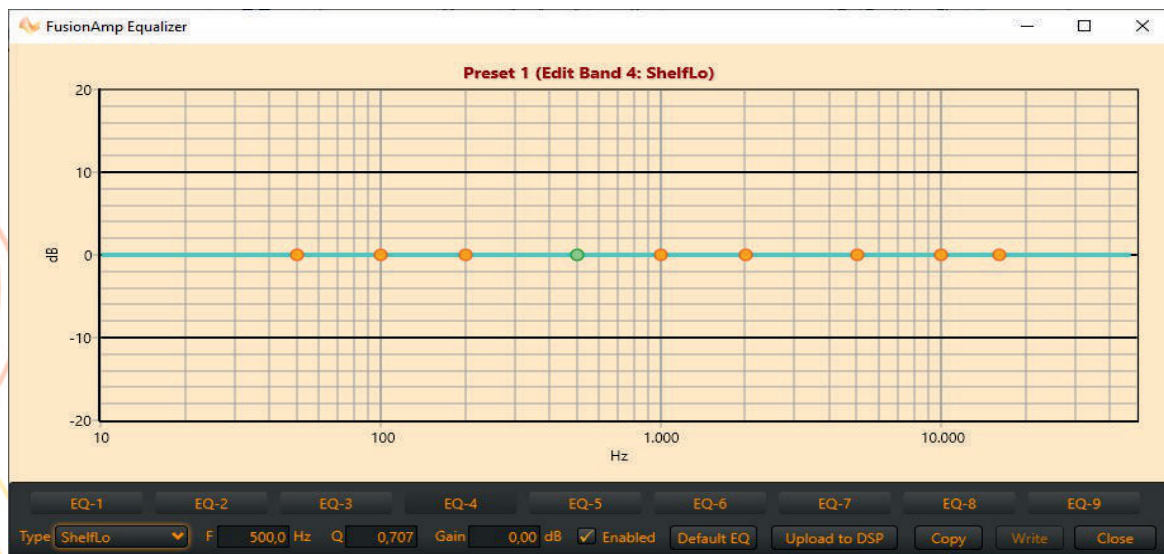 FusionAmp Equalizer
Preset 1 (Edit Band 4: ShelfLo)
20
10
0
-10
-20
dB
10 100 1.000 10.000
Hz
EQ-1 EQ-2 EQ-3 EQ-4 EQ-5 EQ-6 EQ-7 EQ-8 EQ-9
Type ShelfLo F 500,0 Hz Q 0,707 Gain 0,00 dB Enabled Default EQ Upload to DSP Copy Write Close